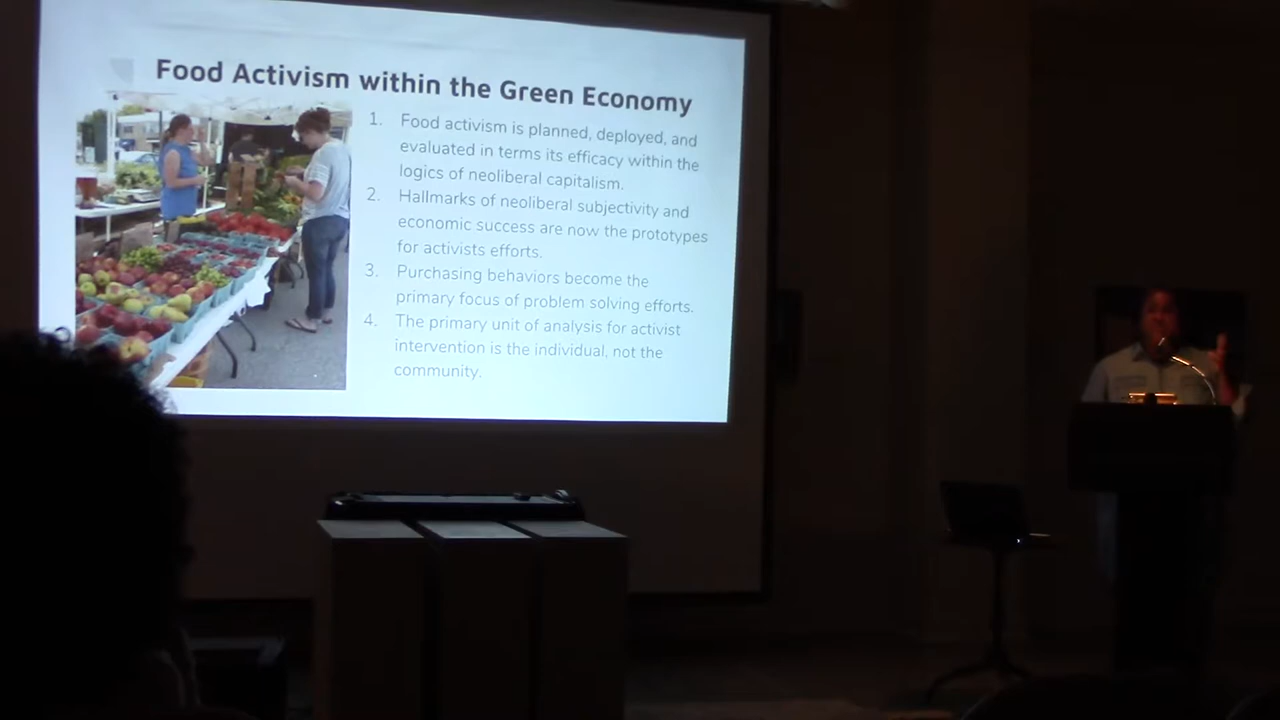 Food Activism within the Green Economy
1. Food activism is planned, deployed, and
evaluated in terms its efficacy within the
logics of neoliberal capitalism.
2. Hallmarks of neoliberal subjectivity and
economic success are now the prototypes
for activists efforts.
3. Purchasing behaviors become the
primary focus of problem solving efforts.
4. The primary unit of analysis for activist
intervention is the individual, not the
community.